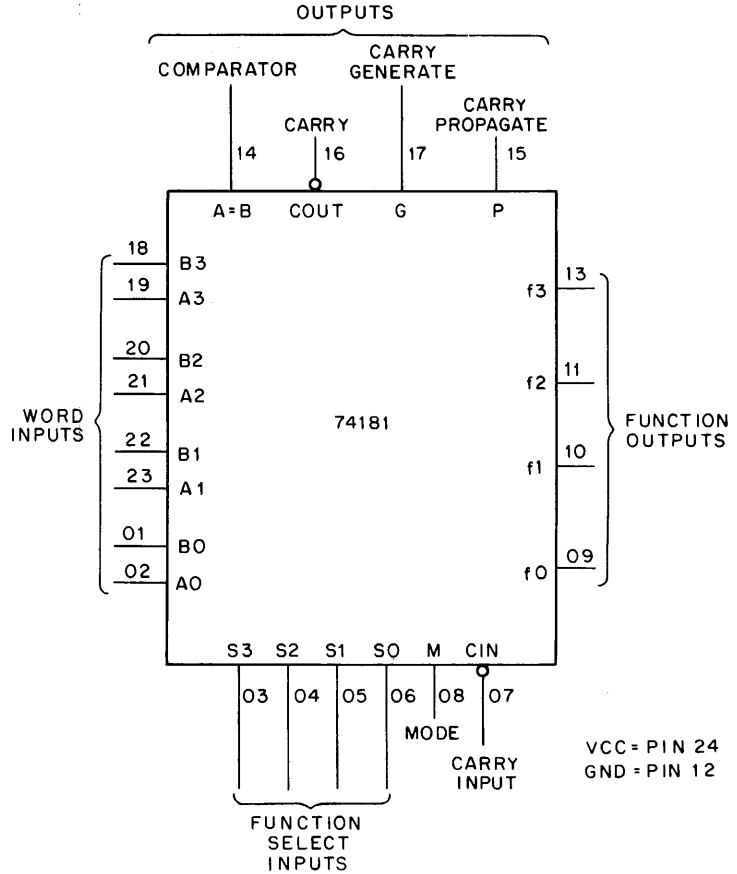 OUTPUTS
COMPARATOR
CARRY
GENERATE
CARRY
CARRY
PROPAGATE
14
16
17
15
A=B
COUT
G
P
18
B3
19
A3
20
B2
21
A2
22
B1
23
A1
01
B0
02
A0
WORD
INPUTS
74181
f3
13
f2
11
f1
10
f0
09
FUNCTION
OUTPUTS
S3
S2
S1
S0
M
CIN
03
04
05
06
08
07
MODE
CARRY
INPUT
FUNCTION
SELECT
INPUTS
VCC = PIN 24
GND = PIN 12